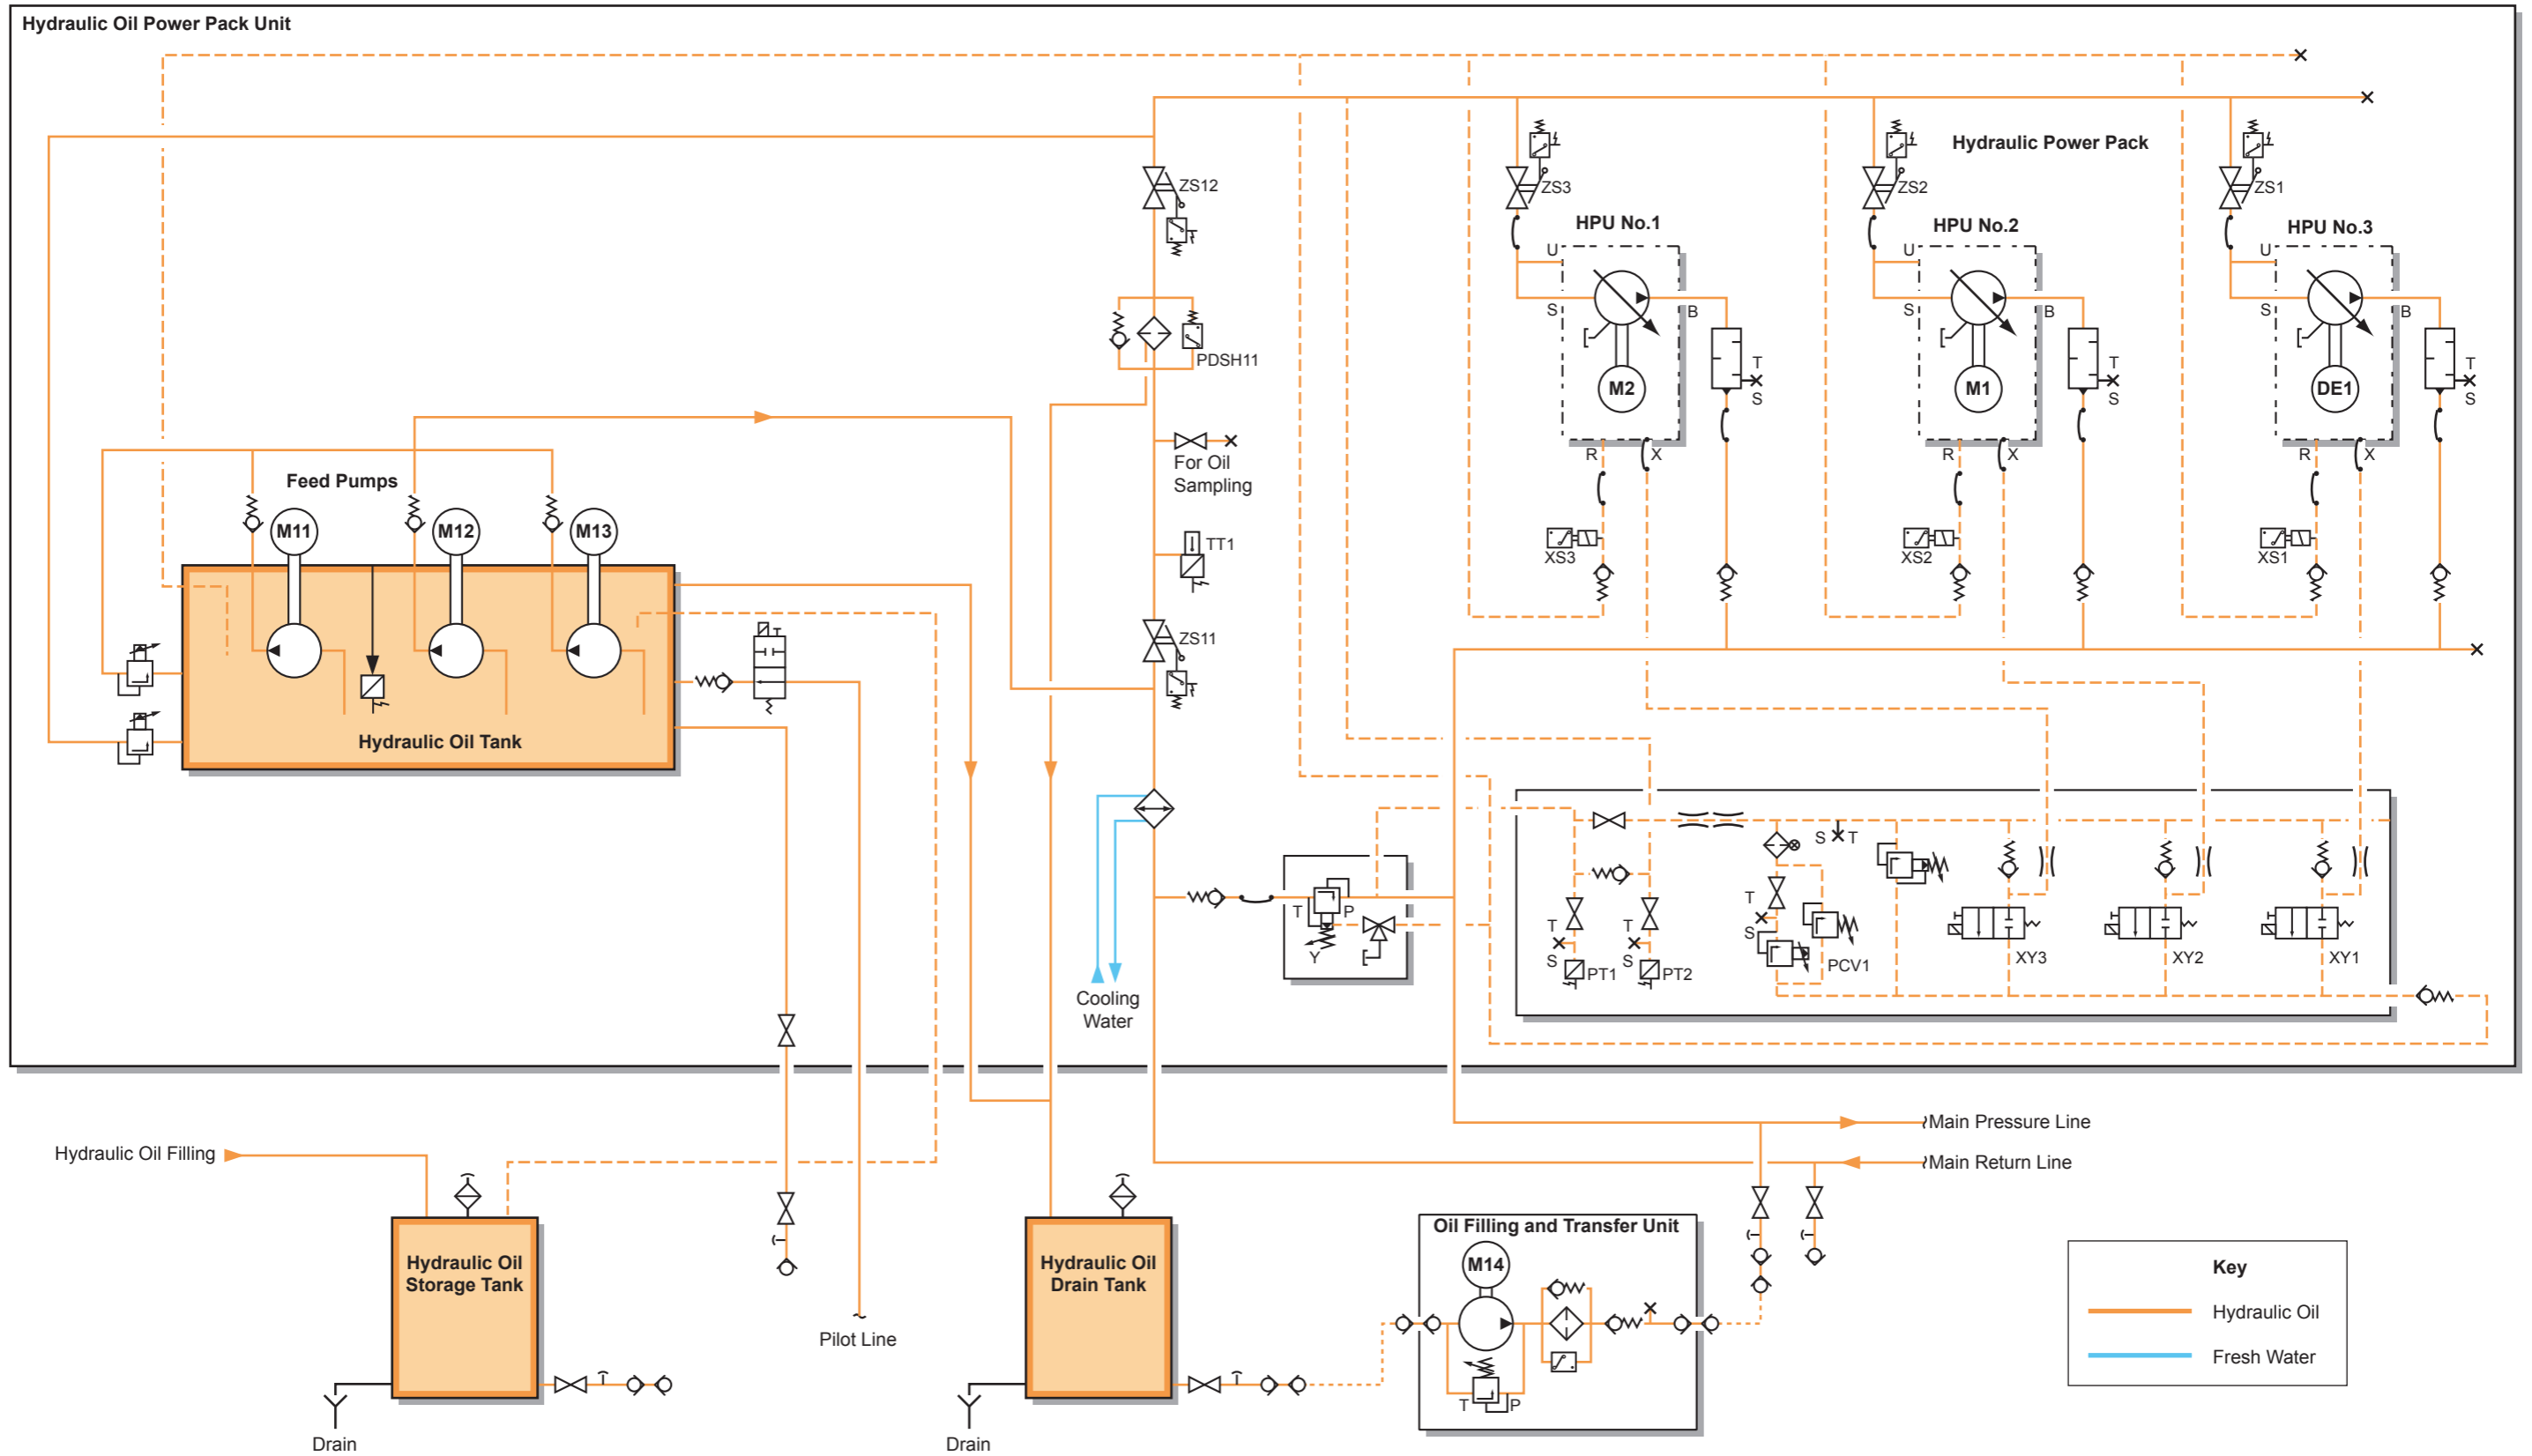 Hydraulic Oil Power Pack Unit
Hydraulic Power Pack
ZS12
ZS3
ZS2
ZS1
HPU No.1
HPU No.2
HPU No.3
U
U
U
S
B
S
B
S
B
PDSH11
M2
M1
DE1
T
S
T
S
T
S
For Oil
Sampling
R
X
R
X
R
X
Feed Pumps
M11
M12
M13
TT1
XS3
XS2
XS1
ZS11
T
Hydraulic Oil Tank
Cooling
Water
T
P
Y
S
T
T
S
PT1
T
S
PT2
T
S
PCV1
XY3
XY2
XY1
Main Pressure Line
Main Return Line
Hydraulic Oil Filling
Hydraulic Oil
Storage Tank
Drain
Pilot Line
Hydraulic Oil
Drain Tank
Drain
Oil Filling and Transfer Unit
M14
T
P
Key
Hydraulic Oil
Fresh Water